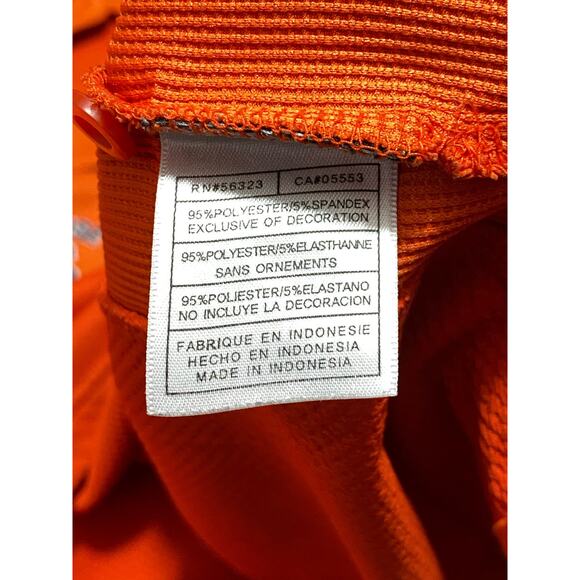 RN#56323 CA#05553
95%POLYESTER/5%SPANDEX
EXCLUSIVE OF DECORATION
95%POLYESTER/5%ELASTHANNE
SANS ORNEMENTS
95%POLIESTER/5%ELASTANO
NO INCLUYE LA DECORACION
FABRIQUE EN INDONESIE
HECHO EN INDONESIA
MADE IN INDONESIA